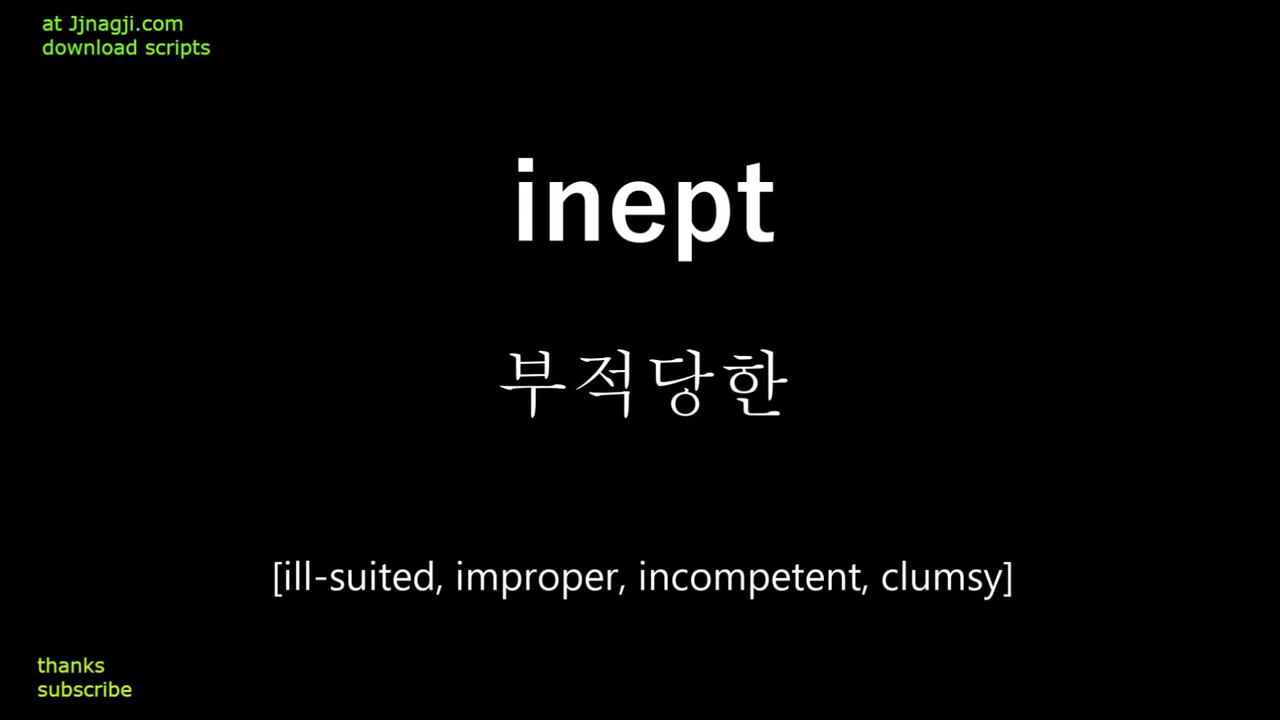 at Jjnagji.com
download scripts
inept
부적당한
[ill-suited, improper, incompetent, clumsy]
thanks
subscribe